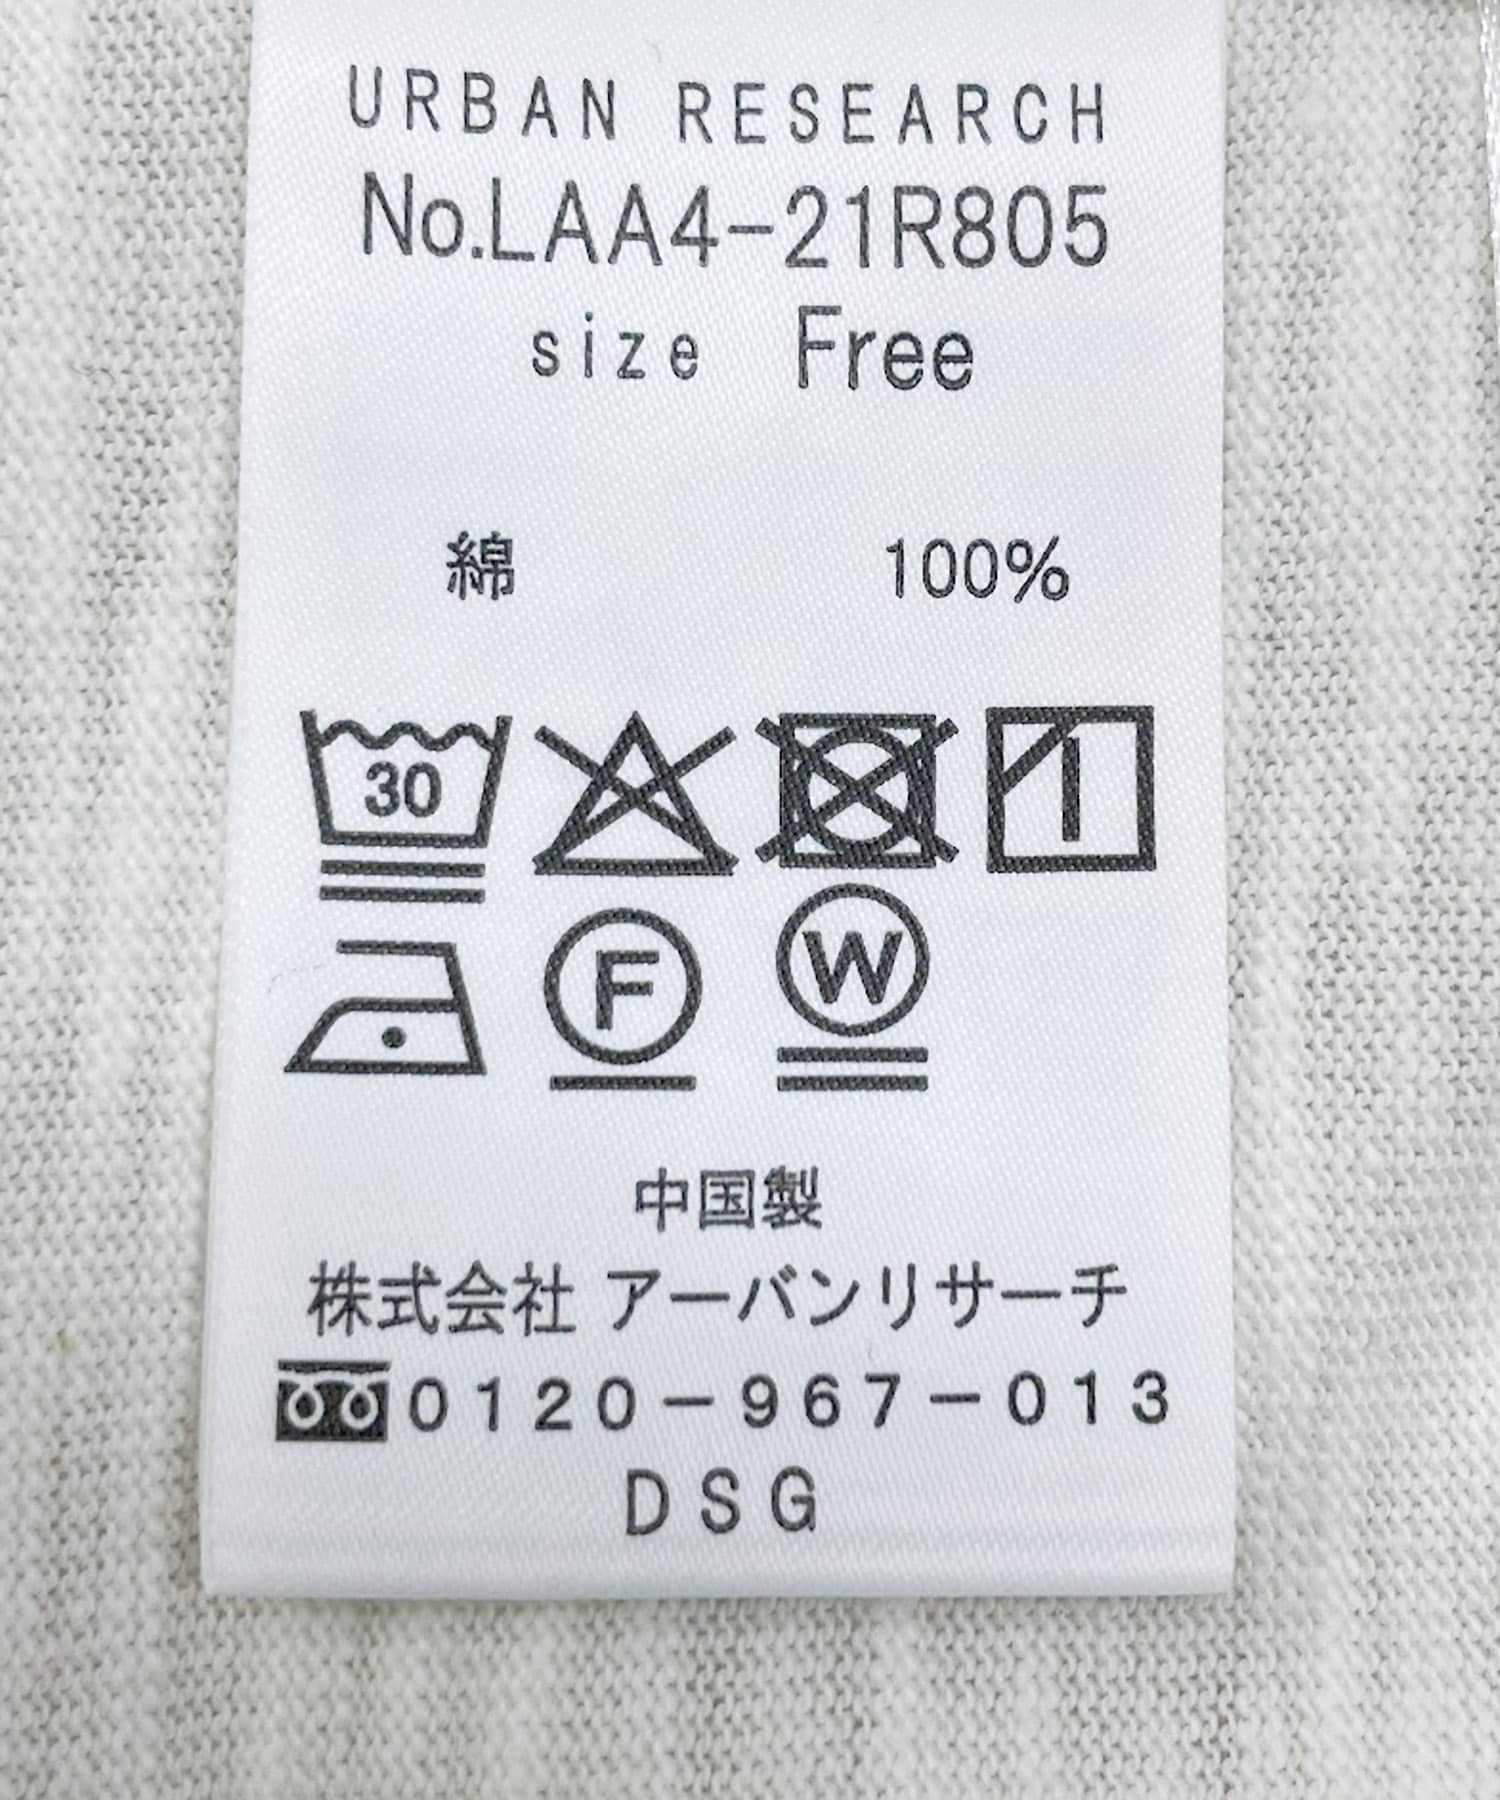 URBAN RESEARCH
No.LAA4-21R805
size Free
綿 100%
30
F W
中国製
株式会社 アーバンリサーチ
0120-967-013
DSG